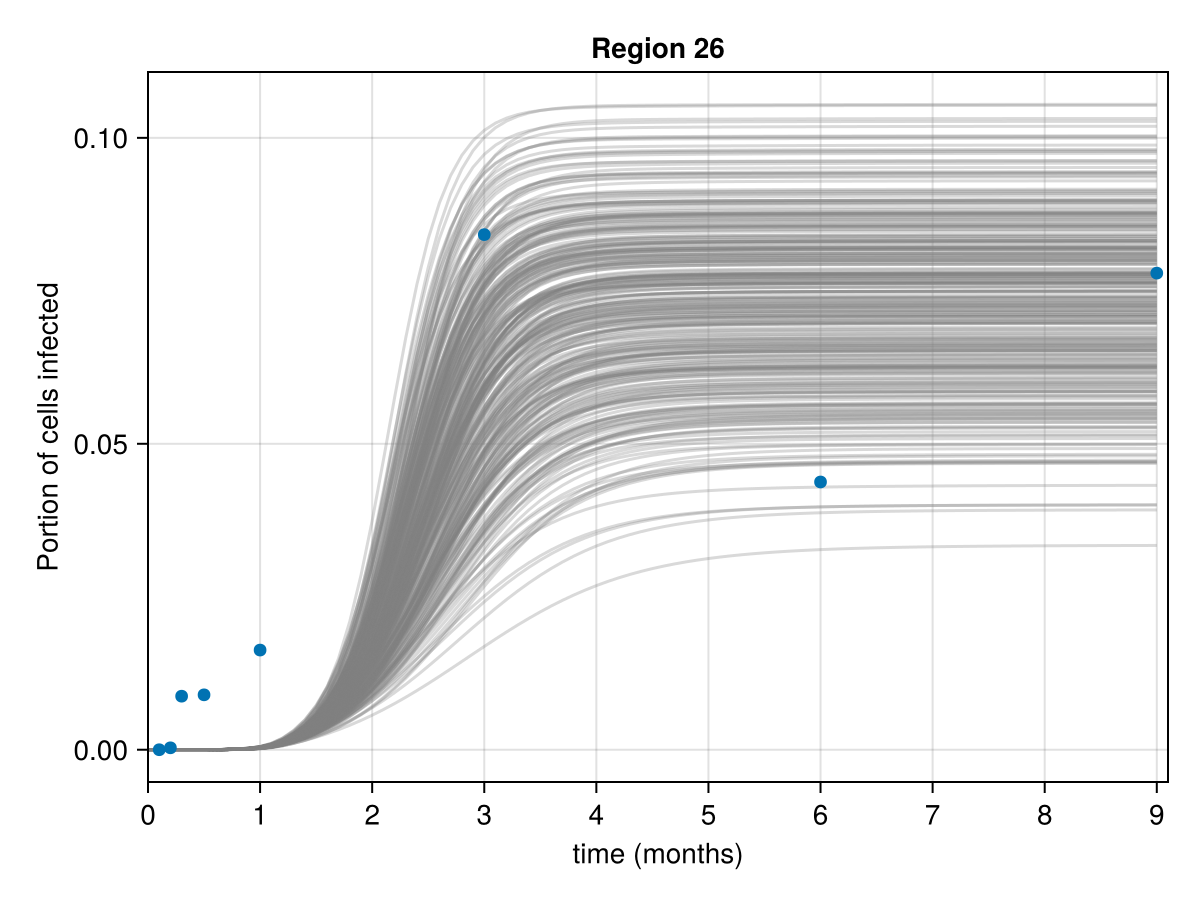 Region 26
Portion of cells infected
0.10
0.05
0.00
0 1 2 3 4 5 6 7 8 9
time (months)